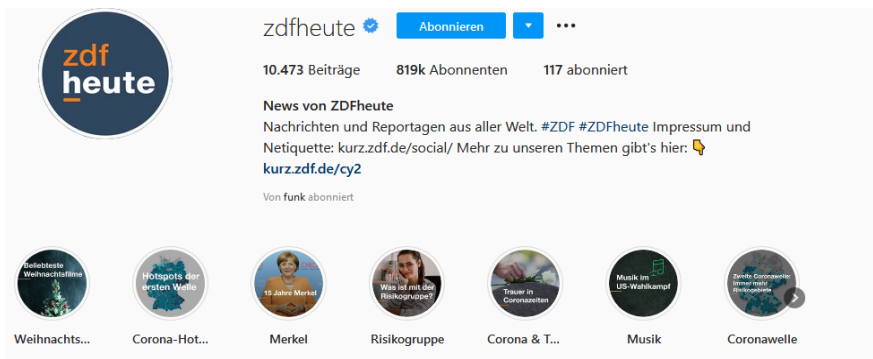 zdf
heute
zdfheute
Abonnieren
10.473 Beiträge 819k Abonnenten 117 abonniert
News von ZDFheute
Nachrichten und Reportagen aus aller Welt. #ZDF #ZDFheute Impressum und
Netiquette: kurz.zdf.de/social/ Mehr zu unseren Themen gibt's hier: 👇
kurz.zdf.de/cy2
Von funk abonniert
Beliebteste
Weihnachtsfilme
Hotspots der
ersten Welle
15 Jahre Merkel
Was ist mit der
Risikogruppe?
Trauer in
Coronazeiten
Musik im
US-Wahlkampf
Zweite Coronawelle:
Immer mehr
Risikogebiete
Weihnachts... Corona-Hot... Merkel Risikogruppe Corona & T... Musik Coronawelle